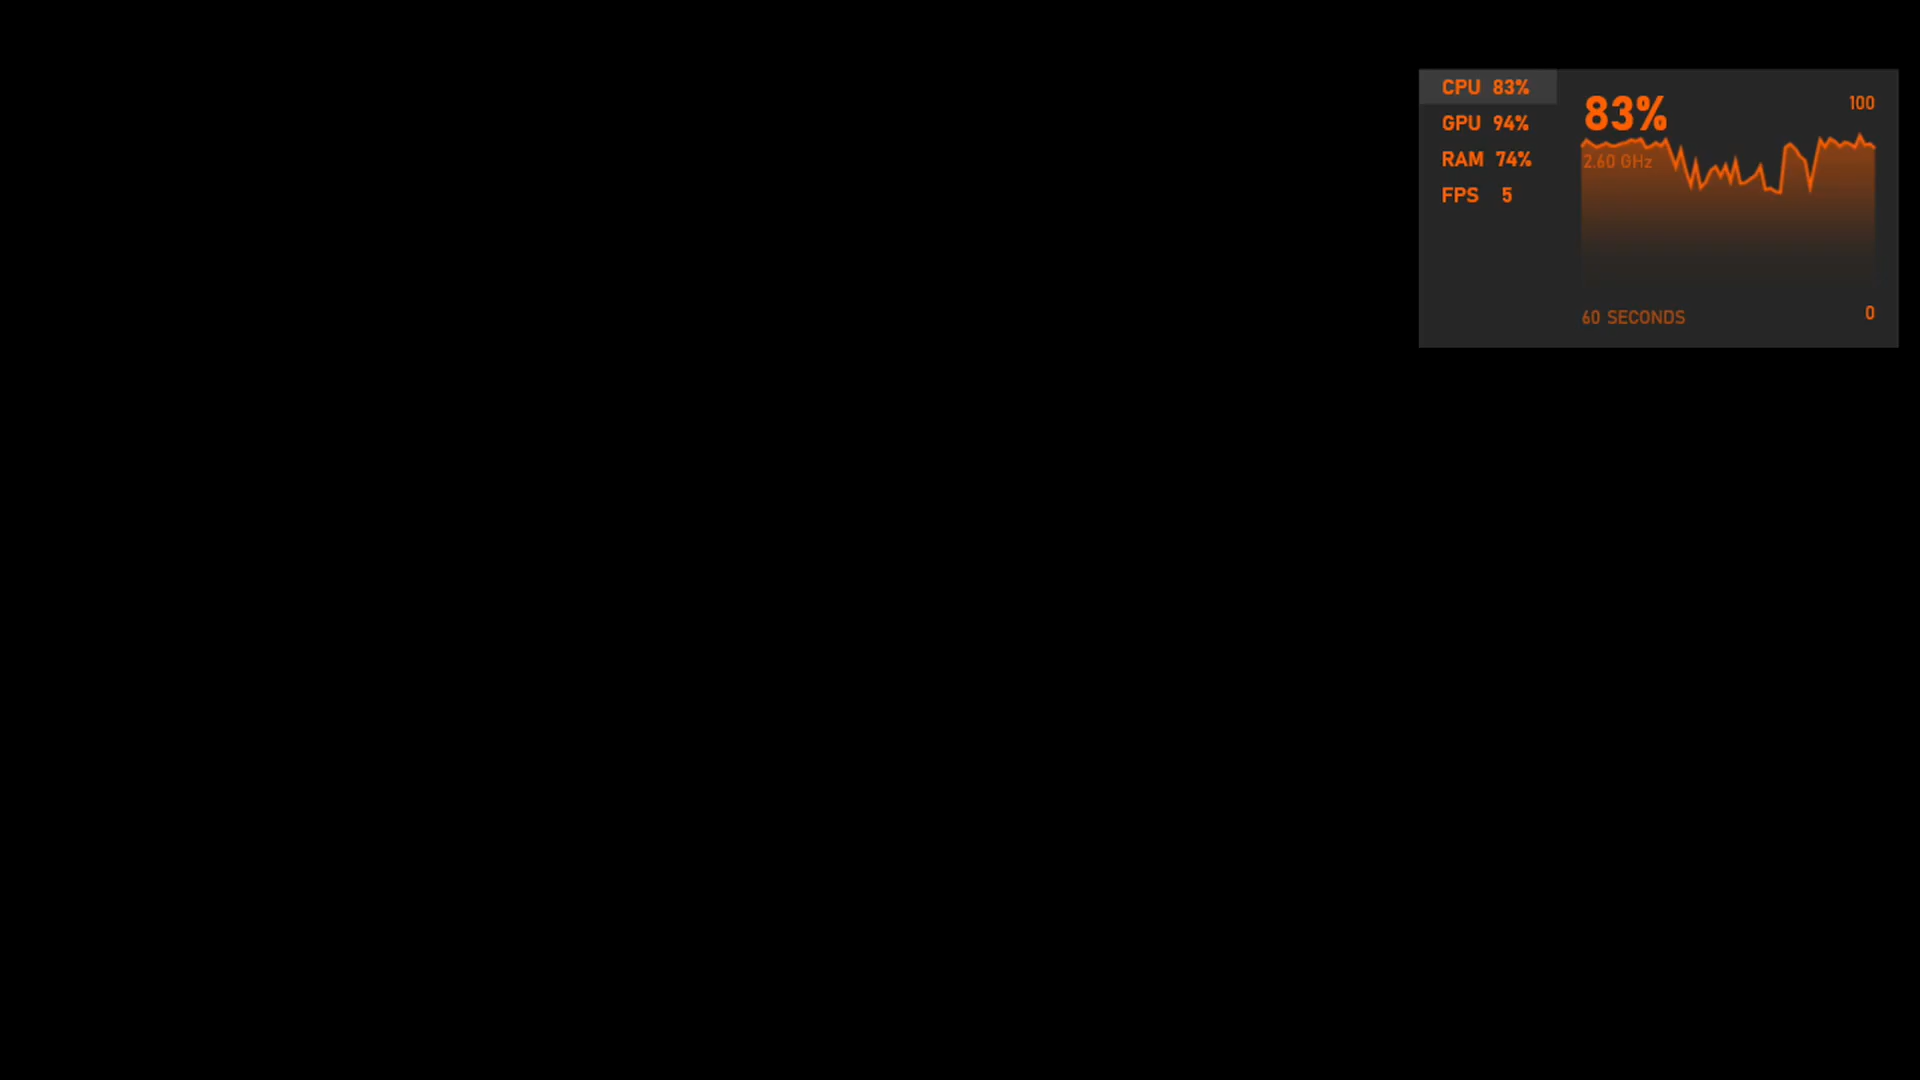 CPU 83%
GPU 94%
RAM 74%
FPS 5
83%
100
2.60 GHz
60 SECONDS
0